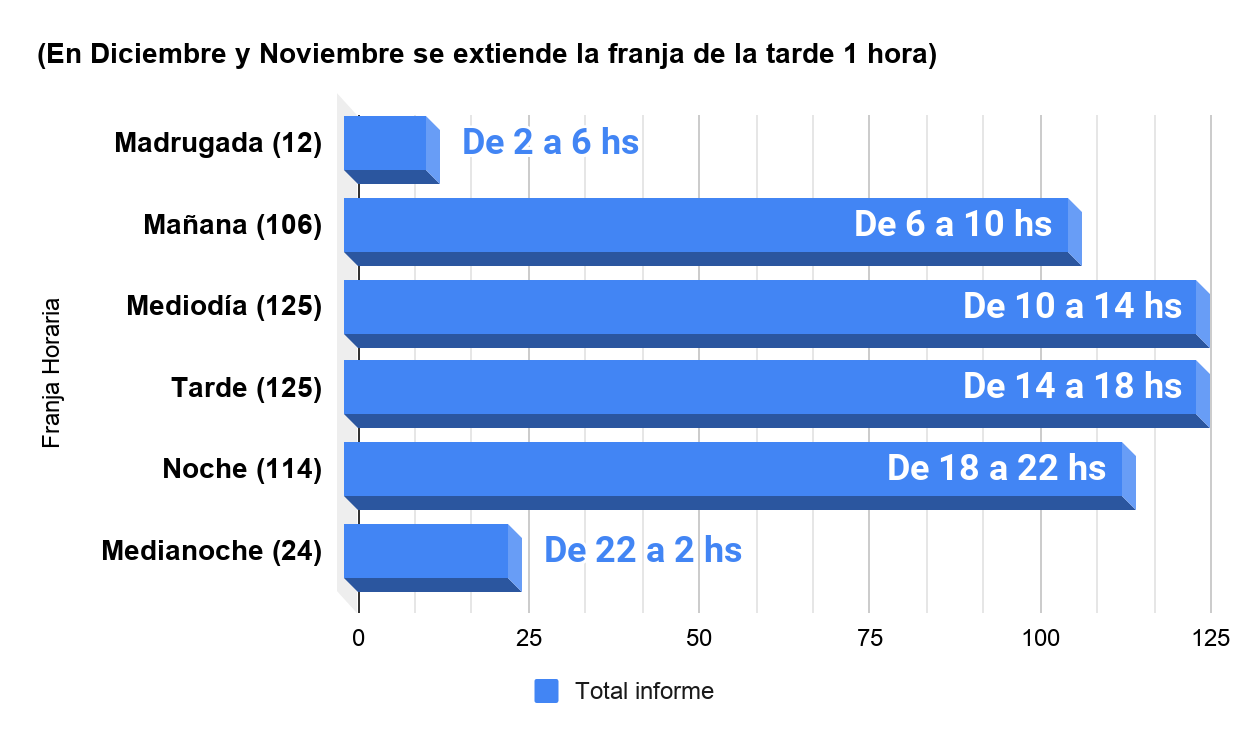 (En Diciembre y Noviembre se extiende la franja de la tarde 1 hora)
Franja Horaria
Madrugada (12) De 2 a 6 hs
Mañana (106) De 6 a 10 hs
Mediodía (125) De 10 a 14 hs
Tarde (125) De 14 a 18 hs
Noche (114) De 18 a 22 hs
Medianoche (24) De 22 a 2 hs
0 25 50 75 100 125
Total informe